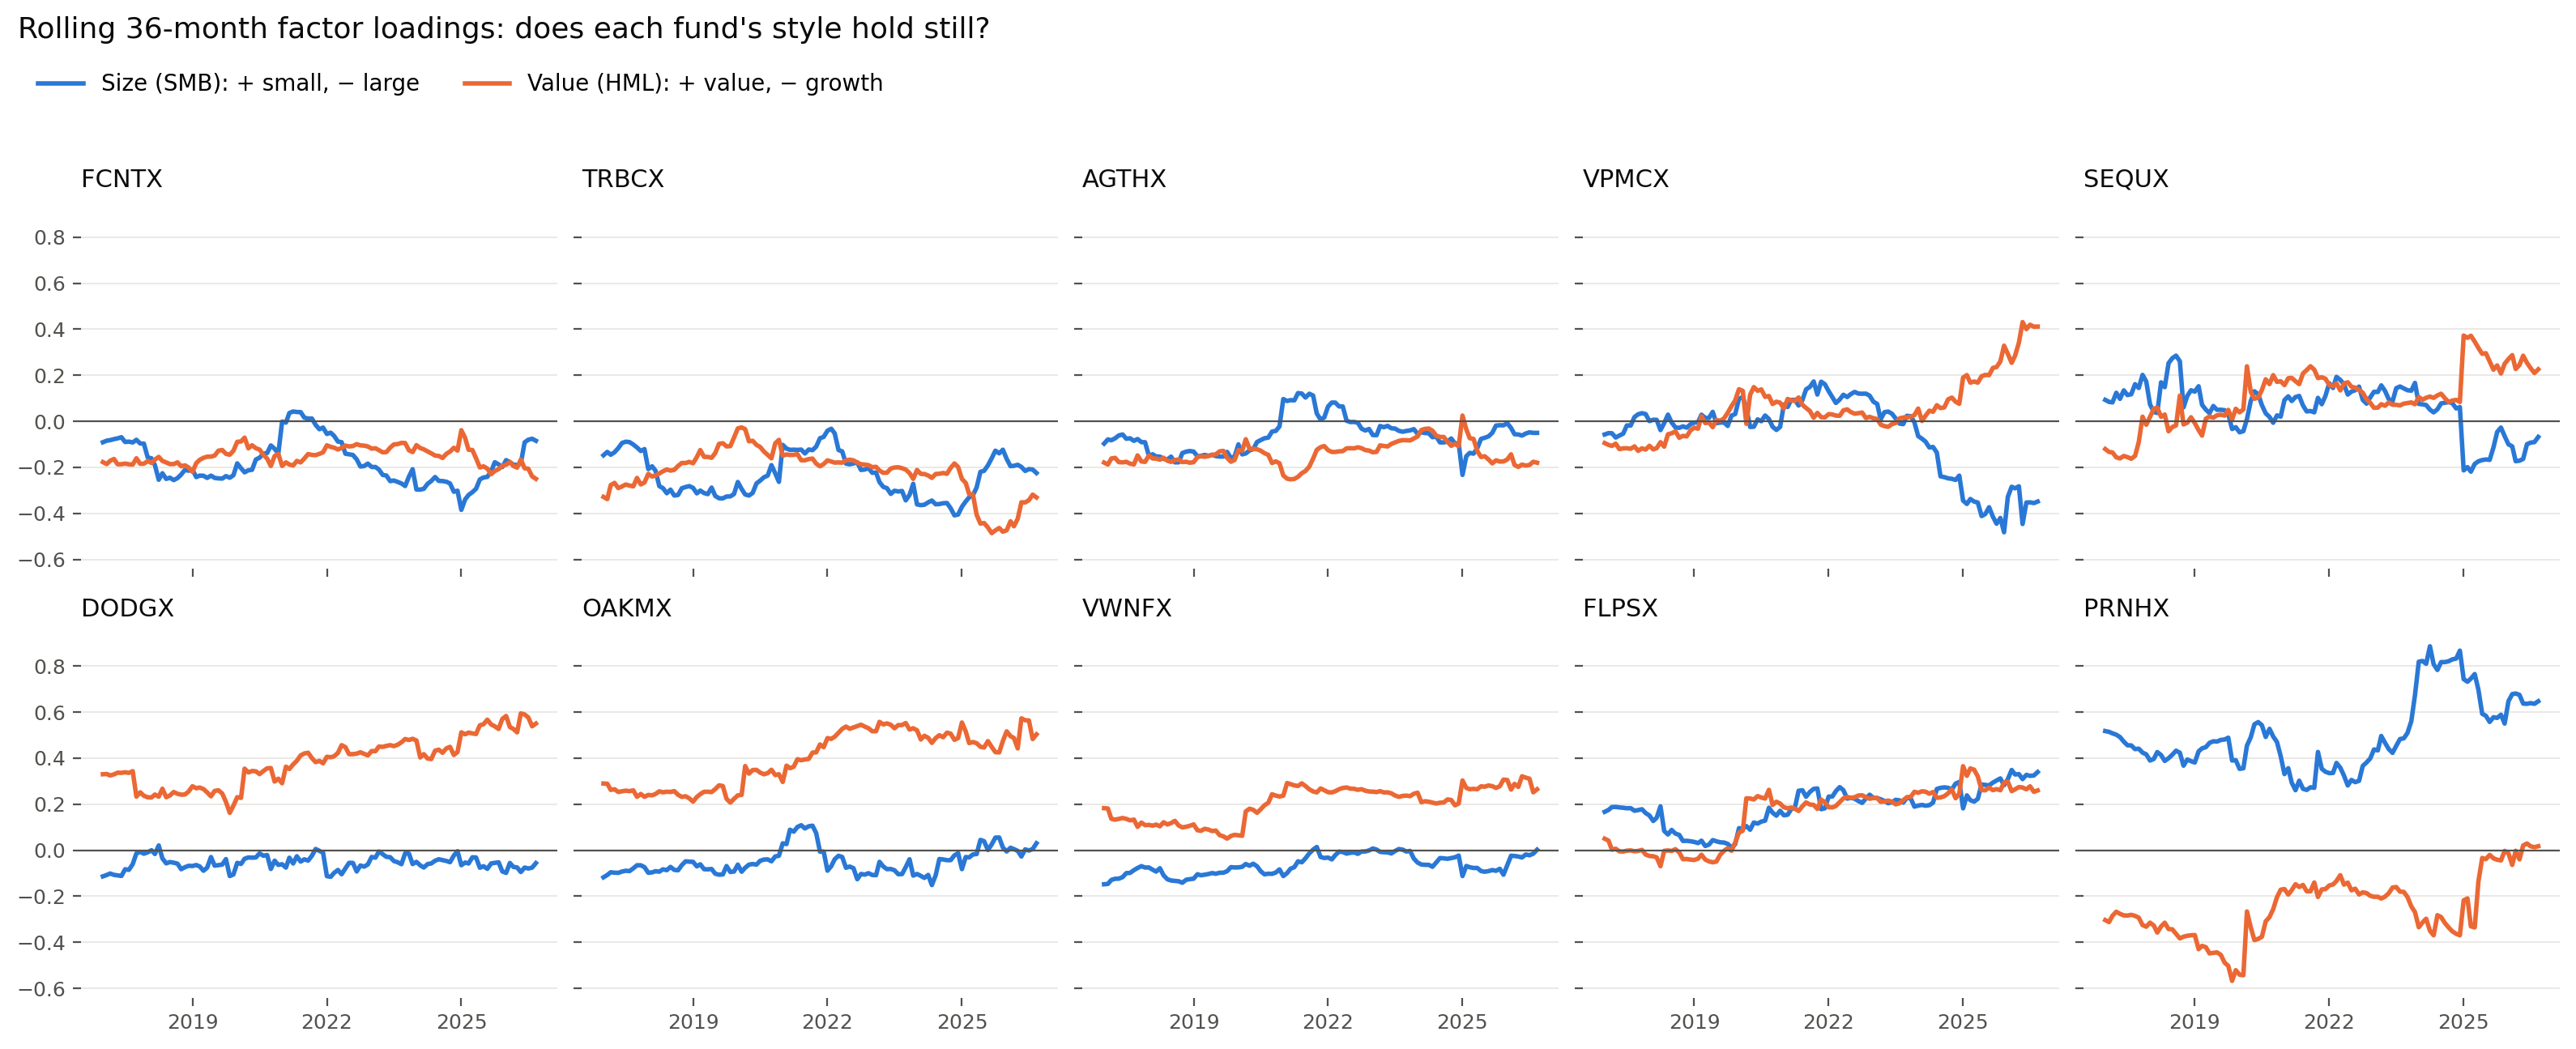 Rolling 36-month factor loadings: does each fund's style hold still?
Size (SMB): + small, − large
Value (HML): + value, − growth
FCNTX
TRBCX
AGTHX
VPMCX
SEQUX
0.8
0.6
0.4
0.2
0.0
−0.2
−0.4
−0.6
DODGX
OAKMX
VWNFX
FLPSX
PRNHX
0.8
0.6
0.4
0.2
0.0
−0.2
−0.4
−0.6
2019 2022 2025
2019 2022 2025
2019 2022 2025
2019 2022 2025
2019 2022 2025